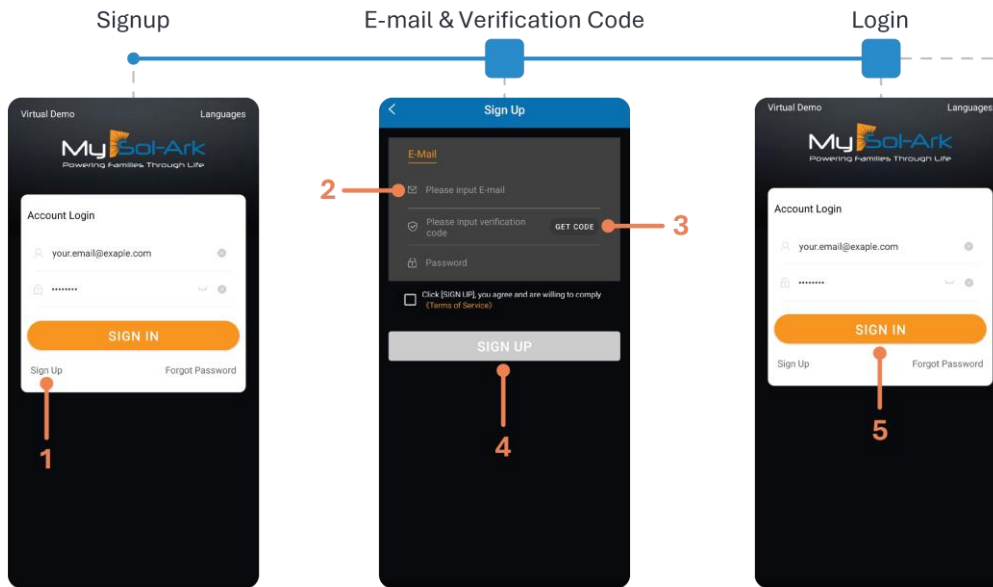 Signup
E-mail & Verification Code
Login
Virtual Demo
Languages
My Sol-Ark
Powering Families Through Life
Account Login
your.email@exaple.com
••••••••
SIGN IN
Sign Up
Forgot Password
1
Sign Up
E-Mail
2
Please input E-mail
Please input verification
code
GET CODE
3
Password
Click [SIGN UP], you agree and are willing to comply
《Terms of Service》
SIGN UP
4
Virtual Demo
Languages
My Sol-Ark
Powering Families Through Life
Account Login
your.email@exaple.com
••••••••
SIGN IN
Sign Up
Forgot Password
5